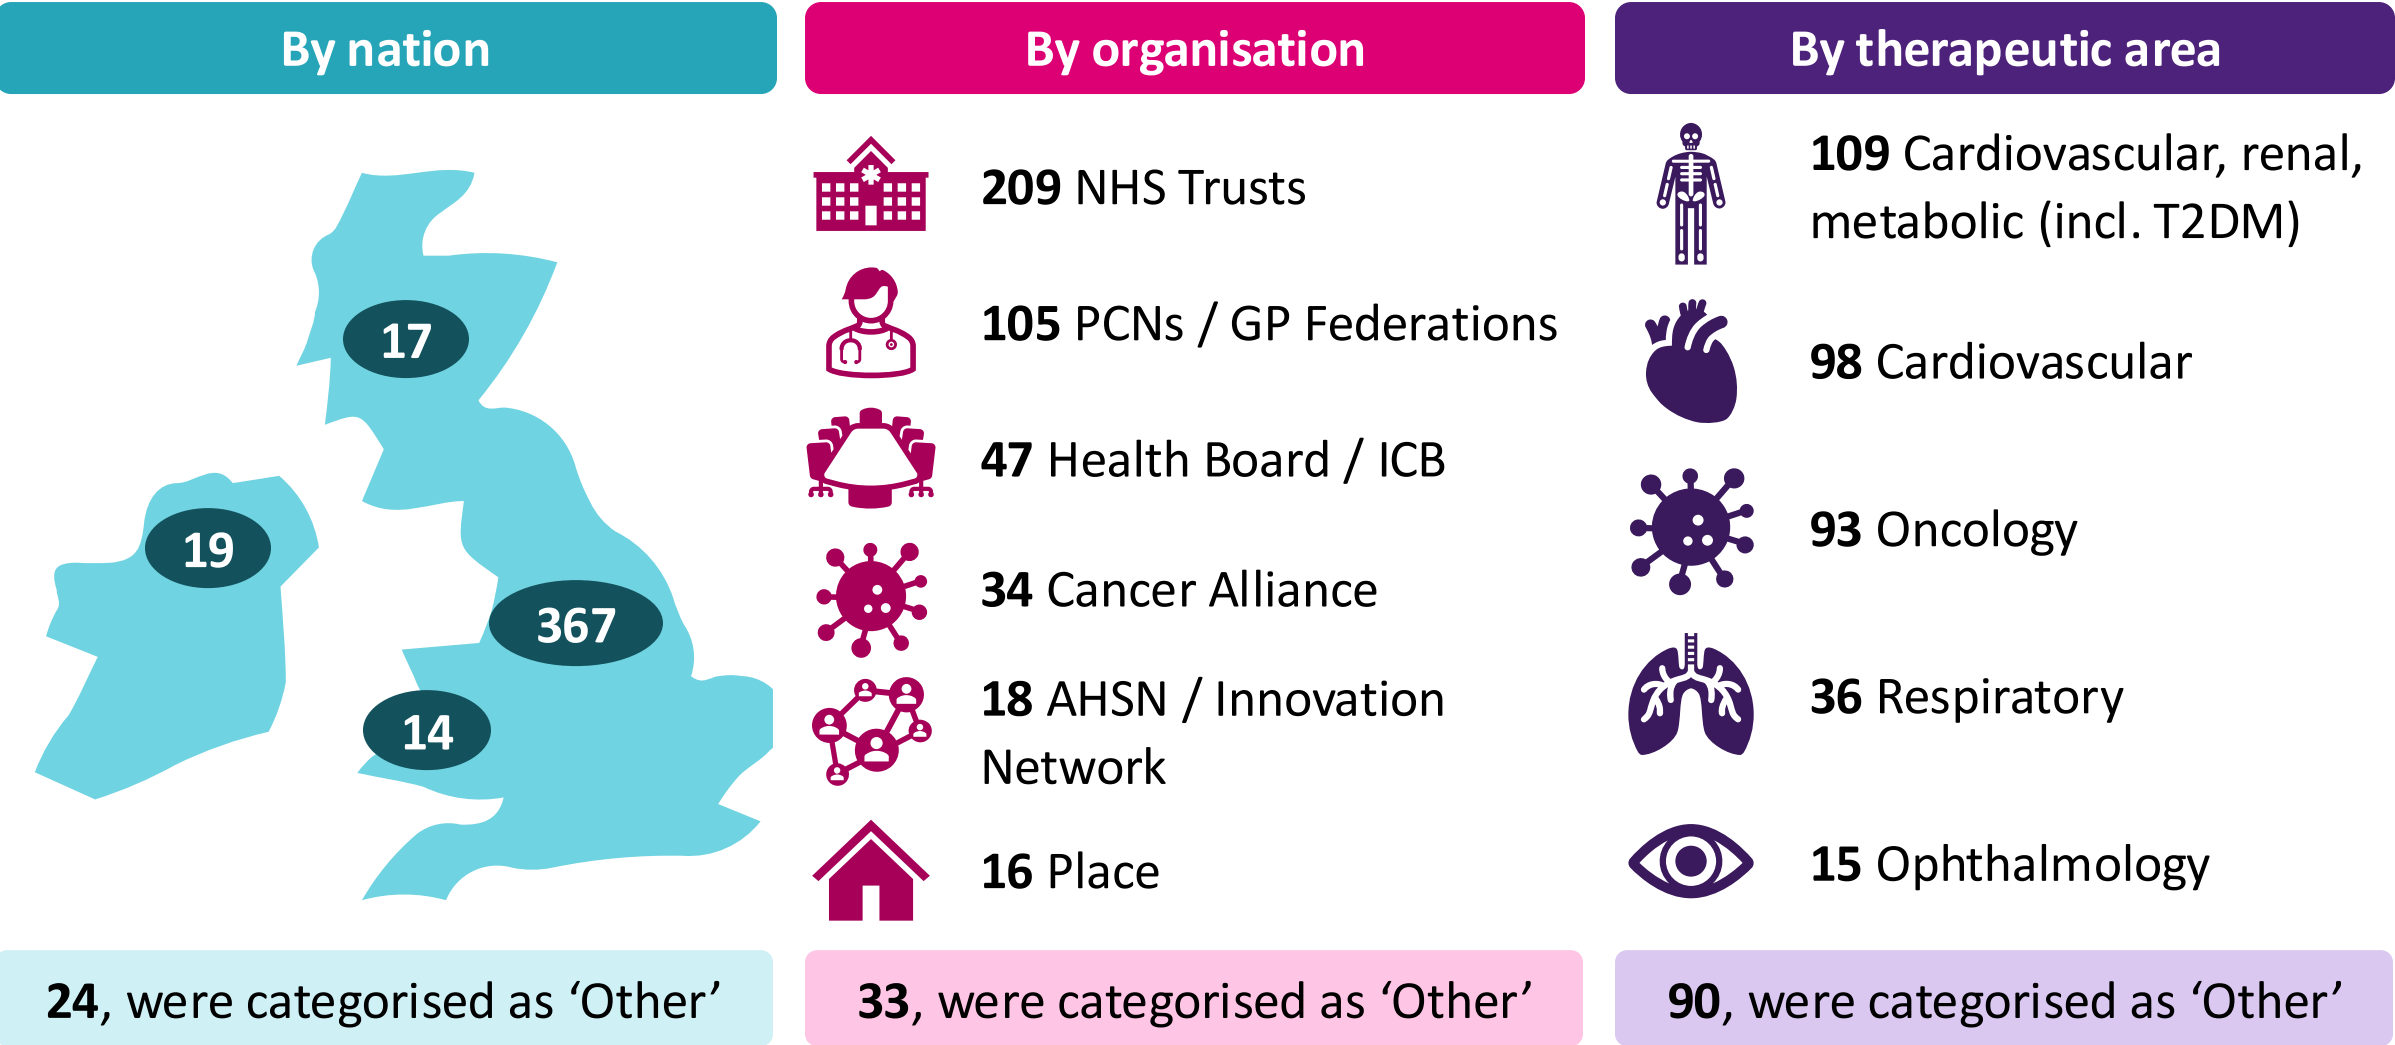 By nation
17
19
367
14
24, were categorised as ‘Other’
By organisation
209 NHS Trusts
105 PCNs / GP Federations
47 Health Board / ICB
34 Cancer Alliance
18 AHSN / Innovation
Network
16 Place
33, were categorised as ‘Other’
By therapeutic area
109 Cardiovascular, renal,
metabolic (incl. T2DM)
98 Cardiovascular
93 Oncology
36 Respiratory
15 Ophthalmology
90, were categorised as ‘Other’